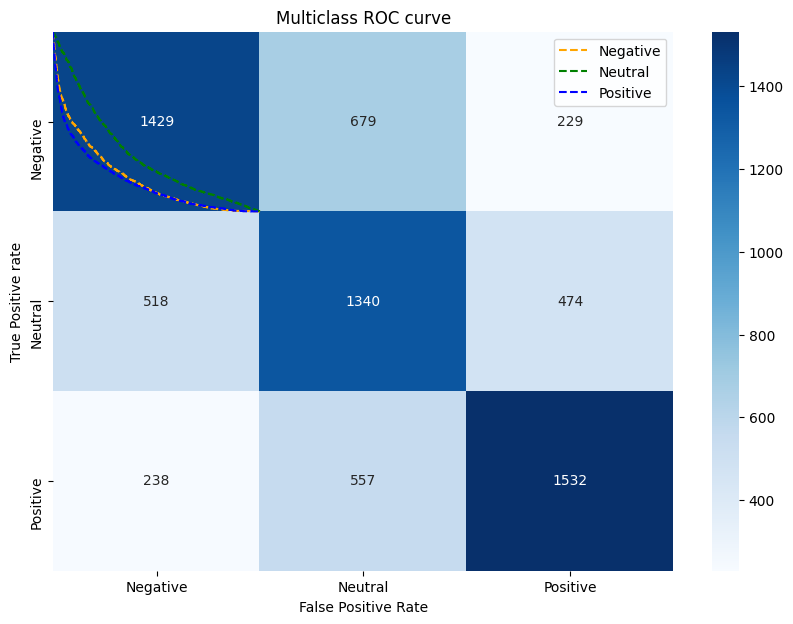 Multiclass ROC curve
Negative
Neutral
Positive
1429 679 229
518 1340 474
238 557 1532
True Positive rate
Negative
Neutral
Positive
Negative Neutral Positive
False Positive Rate
1400
1200
1000
800
600
400